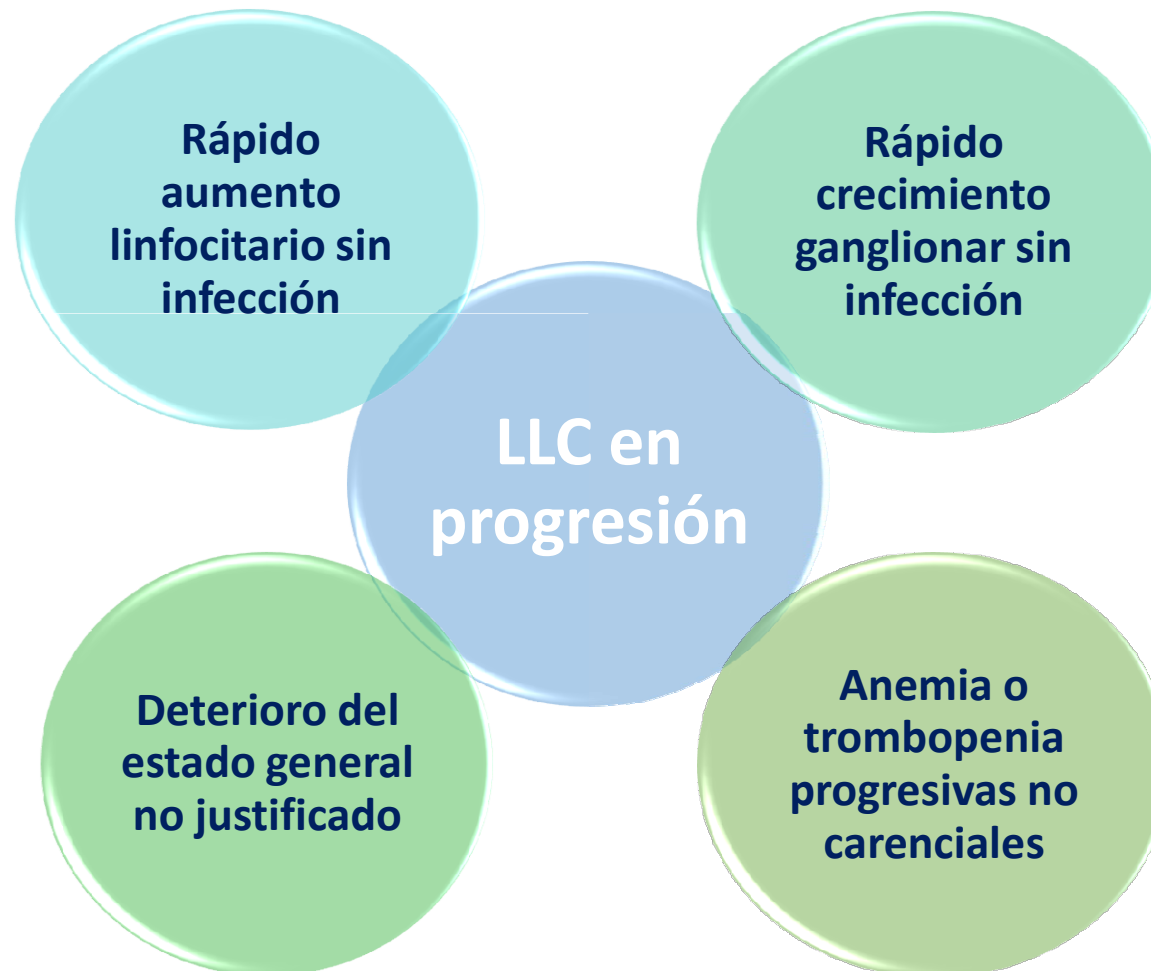 Rápido
aumento
linfocitario sin
infección
Rápido
crecimiento
ganglionar sin
infección
LLC en
progresión
Deterioro del
estado general
no justificado
Anemia o
trombopenia
progresivas no
carenciales